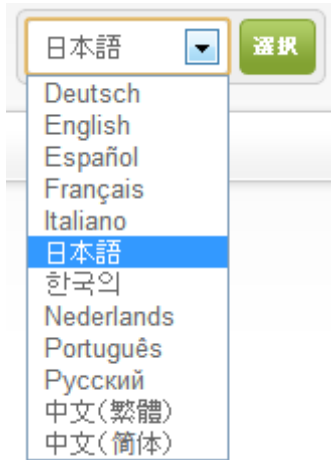 日本語 選択
Deutsch
English
Español
Français
Italiano
日本語
한국의
Nederlands
Português
Русский
中文(繁體)
中文(简体)